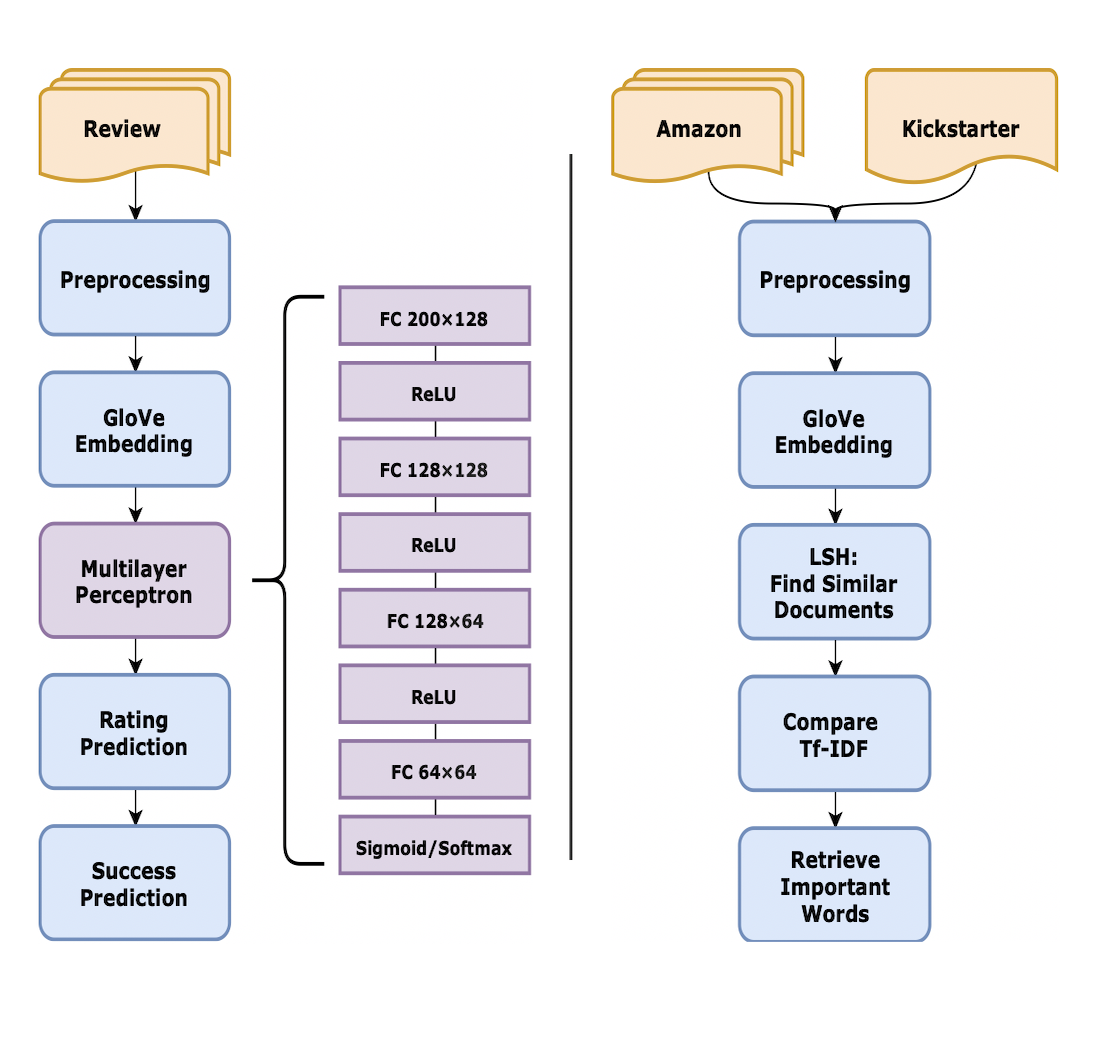 Review
Preprocessing
GloVe
Embedding
Multilayer
Perceptron
Rating
Prediction
Success
Prediction
FC 200×128
ReLU
FC 128×128
ReLU
FC 128×64
ReLU
FC 64×64
Sigmoid/Softmax
Amazon
Kickstarter
Preprocessing
GloVe
Embedding
LSH:
Find Similar
Documents
Compare
Tf-IDF
Retrieve
Important
Words